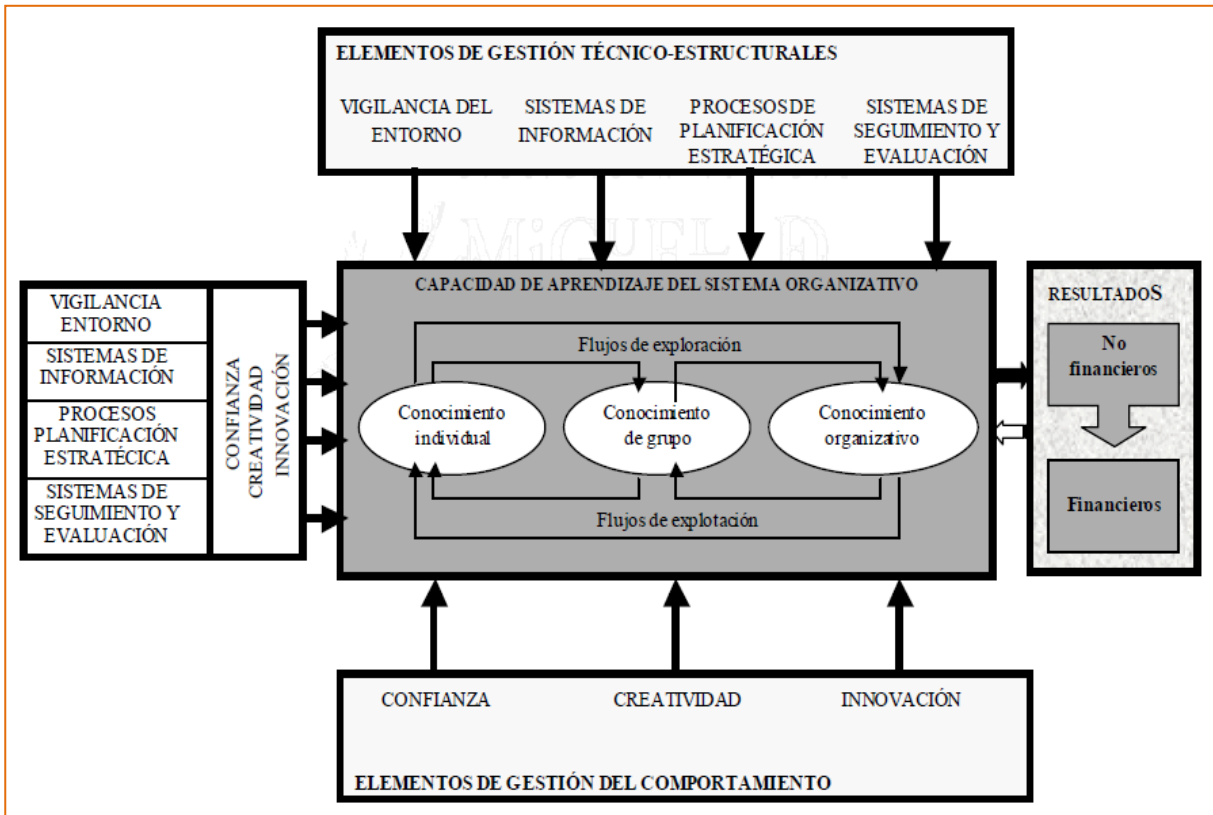 ELEMENTOS DE GESTIÓN TÉCNICO-ESTRUCTURALES
VIGILANCIA DEL
ENTORNO
SISTEMAS DE
INFORMACIÓN
PROCESOS DE
PLANIFICACIÓN
ESTRATÉGICA
SISTEMAS DE
SEGUIMIENTO Y
EVALUACIÓN
MiGUEL
VIGILANCIA
ENTORNO
SISTEMAS DE
INFORMACIÓN
PROCESOS
PLANIFICACIÓN
ESTRATÉCICA
SISTEMAS DE
SEGUIMIENTO Y
EVALUACIÓN
CONFIANZA
CREATIVIDAD
INNOVACIÓN
CAPACIDAD DE APRENDIZAJE DEL SISTEMA ORGANIZATIVO
Flujos de exploración
Conocimiento
individual
Conocimiento
de grupo
Conocimiento
organizativo
Flujos de explotación
RESULTADOS
No
financieros
Financieros
CONFIANZA
CREATIVIDAD
INNOVACIÓN
ELEMENTOS DE GESTIÓN DEL COMPORTAMIENTO